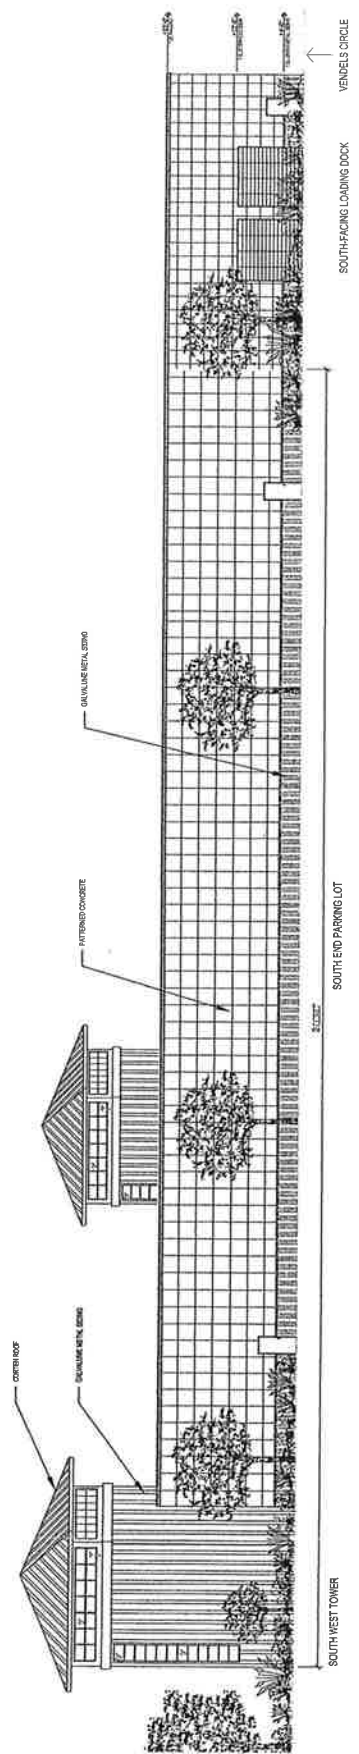 CORTEN ROOF
GALVALUME METAL SIDING
PATTERNED CONCRETE
GALVALUME METAL SIDING
SOUTH WEST TOWER
SOUTH END PARKING LOT
SOUTH-FACING LOADING DOCK
VENDELS CIRCLE